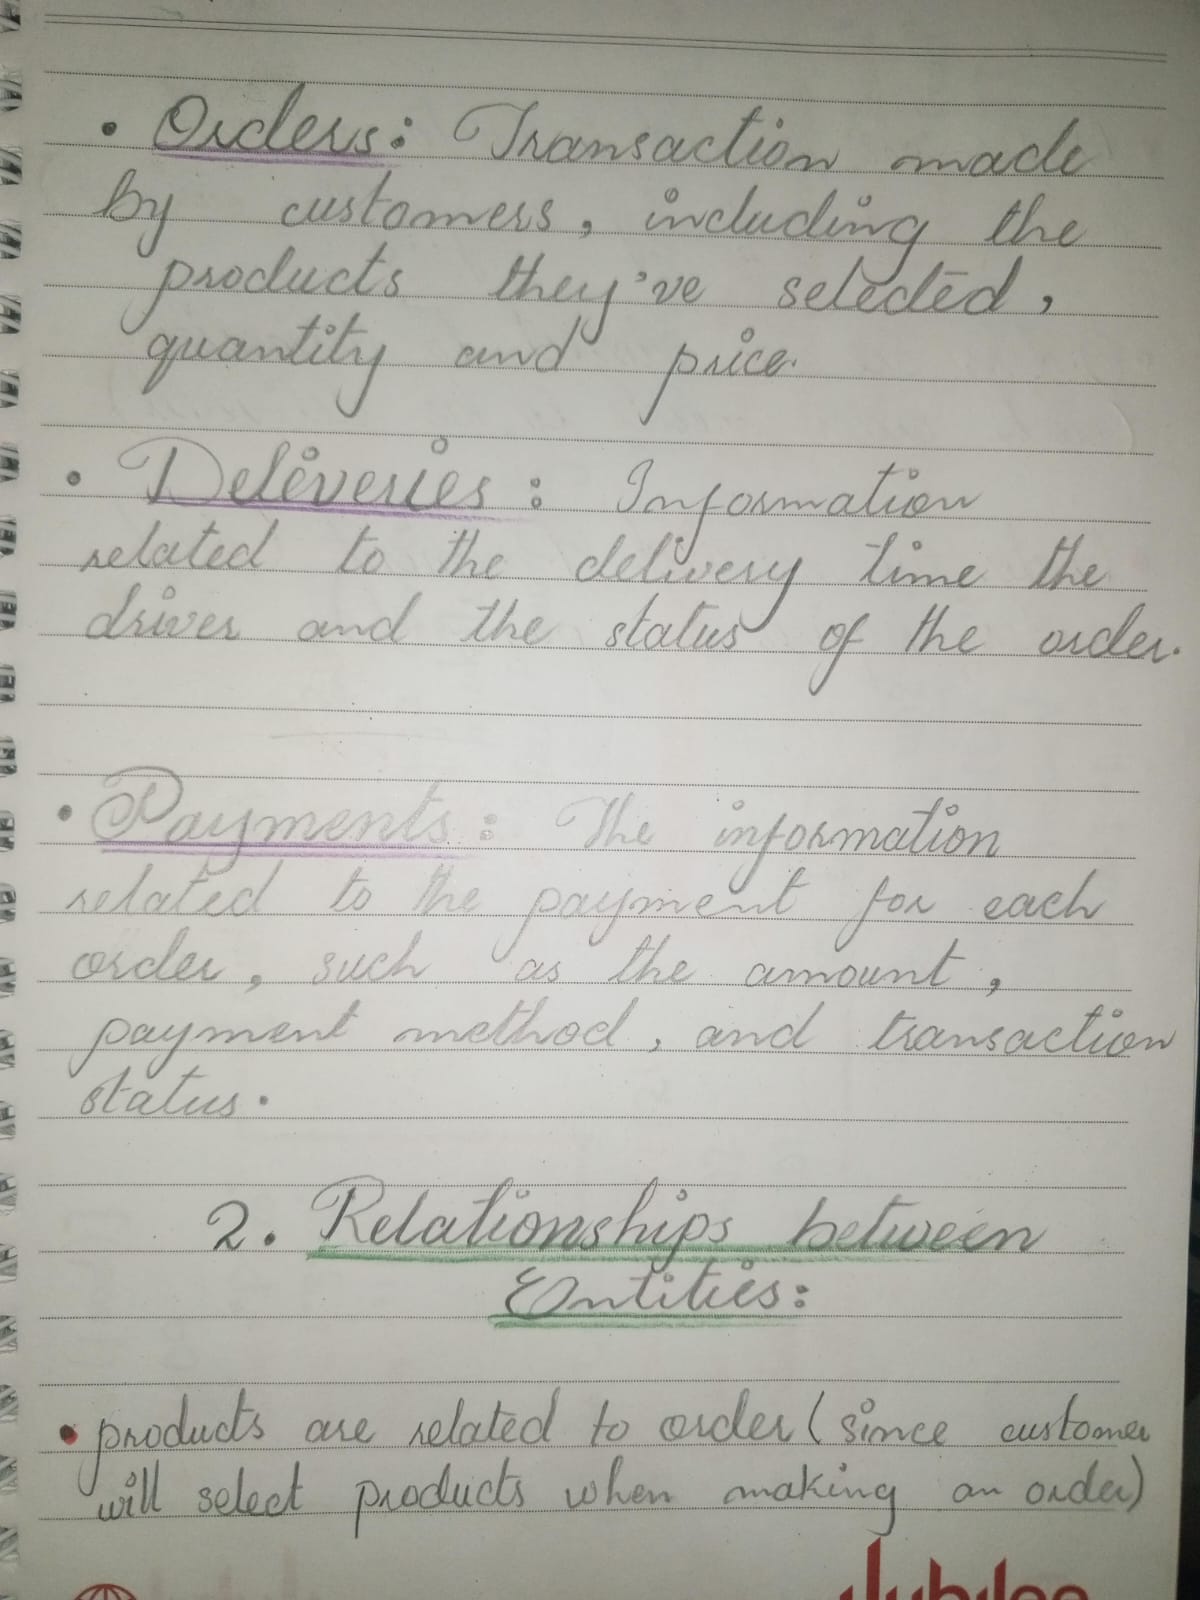 • Orders: Transaction made
by customers, including the
products they've selected,
quantity and price.
• Deliveries: Information
related to the delivery time the
driver and the status of the order.
• Payments: The information
related to the payment for each
order, such as the amount,
payment method, and transaction
status.
2. Relationships between
Entities:
• products are related to order (since customer
will select products when making an order)
Jubilee